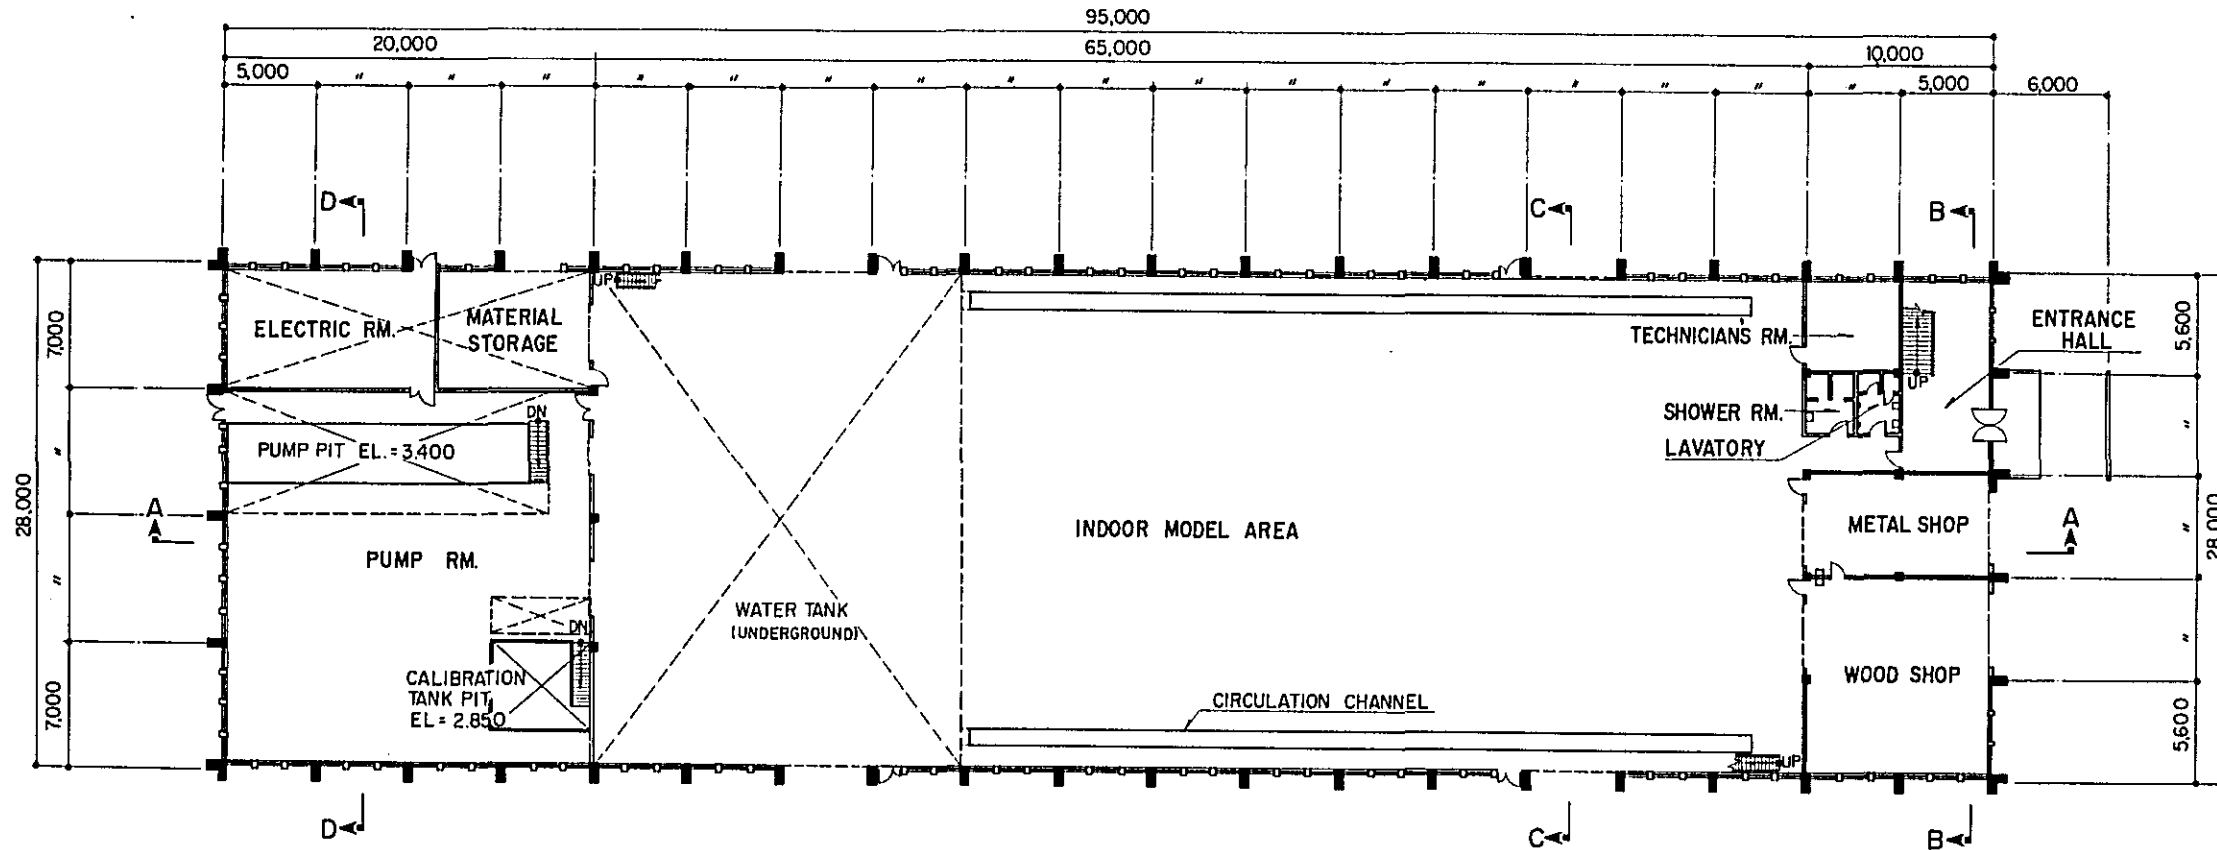 95,000
20,000 65,000 10,000
5,000 " " " " " " " " " " " " " " " " " 5,000 6,000
D C B
UP
ELECTRIC RM. MATERIAL
STORAGE
7,000
TECHNICIANS RM.
ENTRANCE
HALL
5,600
UP
DN
SHOWER RM.
LAVATORY
"
PUMP PIT EL.=3,400
"
28,000
A
INDOOR MODEL AREA
METAL SHOP
A
"
28,000
PUMP RM.
"
WATER TANK
(UNDERGROUND)
DN
"
CALIBRATION
TANK PIT
EL=2.850
WOOD SHOP
7,000
CIRCULATION CHANNEL
5,600
UP
D C B